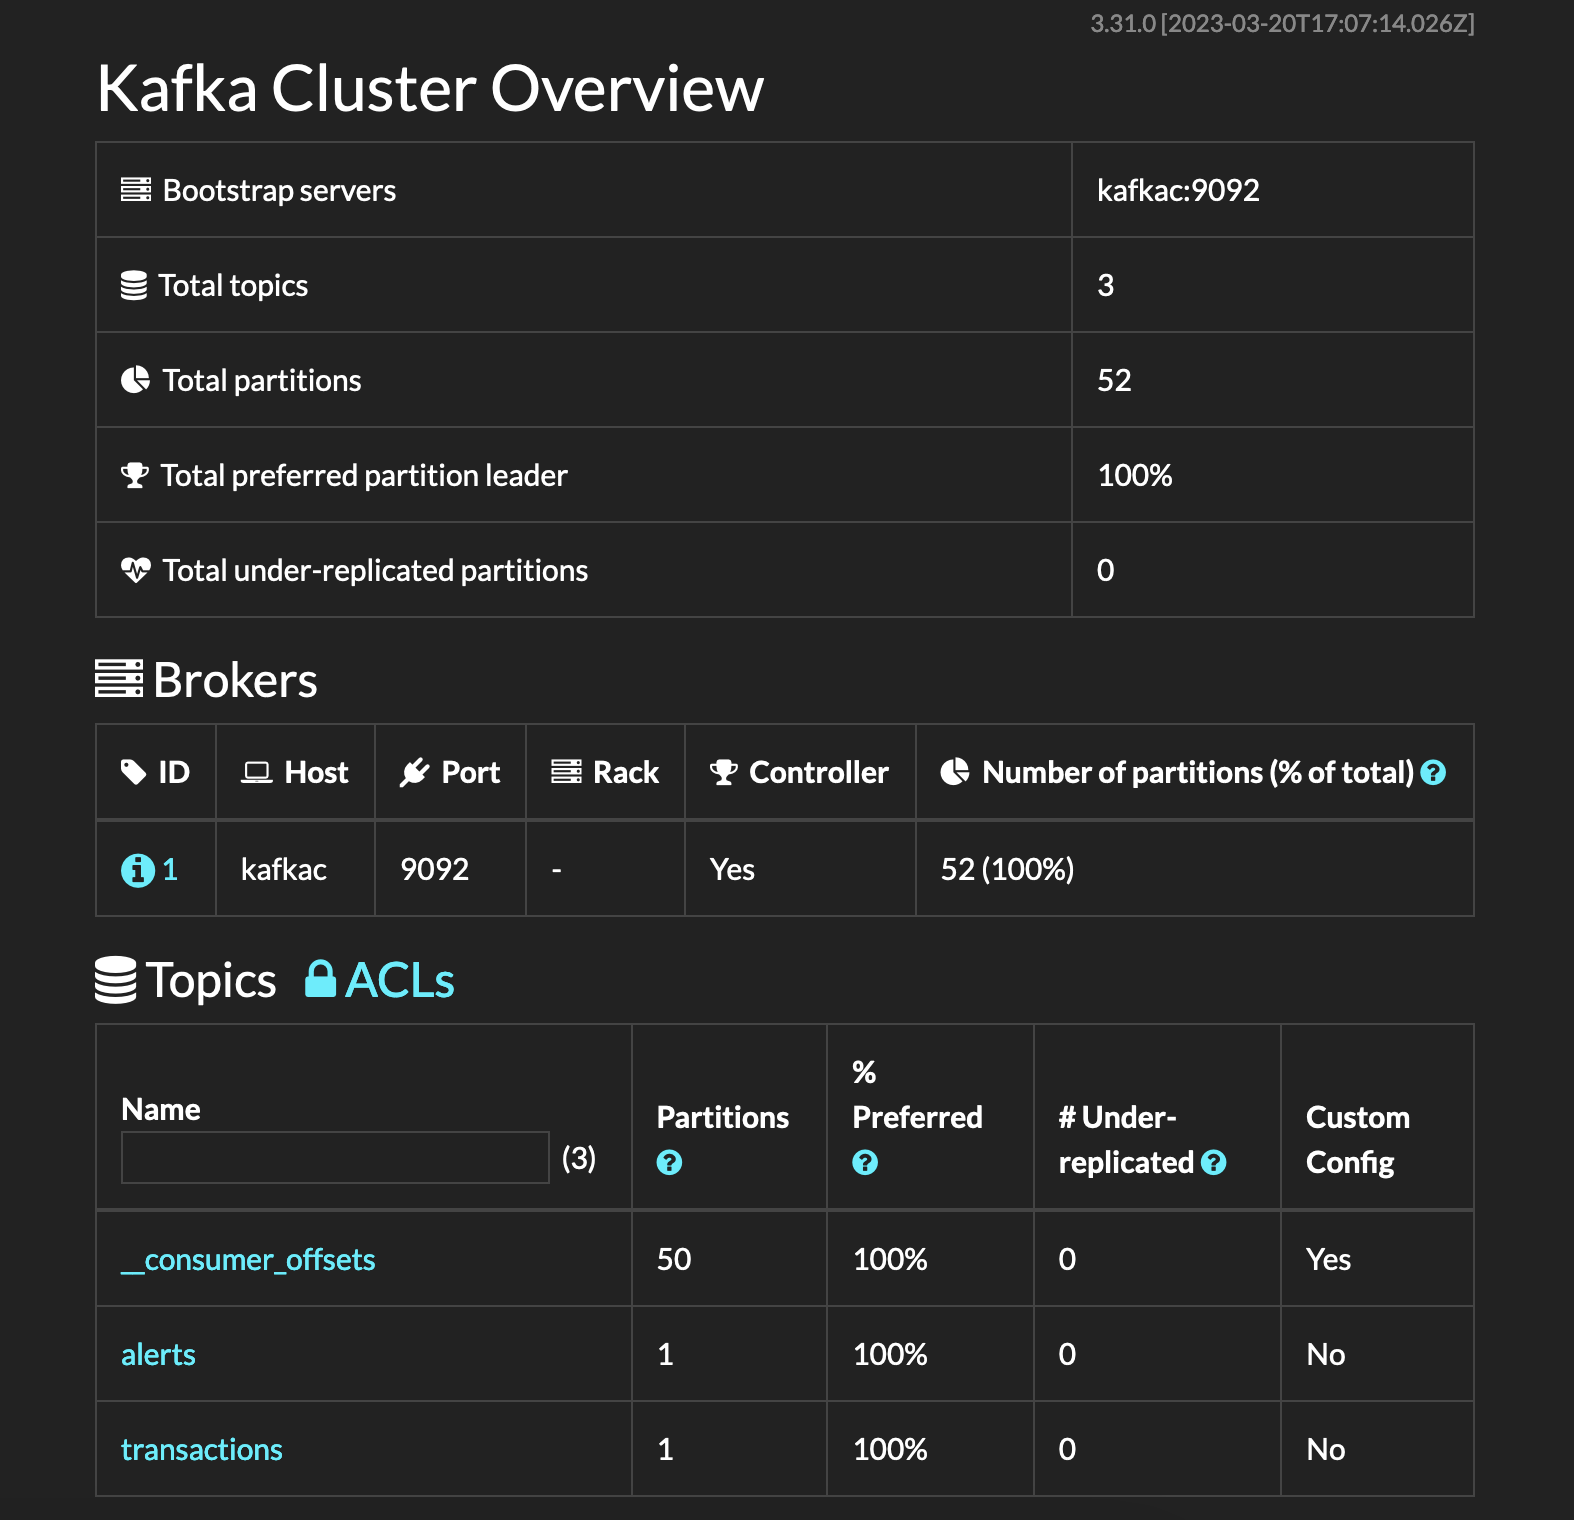 3.31.0 [2023-03-20T17:07:14.026Z]
Kafka Cluster Overview
Bootstrap servers kafkac:9092
Total topics 3
Total partitions 52
Total preferred partition leader 100%
Total under-replicated partitions 0
Brokers
ID Host Port Rack Controller Number of partitions (% of total) ?
1 kafkac 9092 - Yes 52 (100%)
Topics ACLs
Name (3) Partitions ? % Preferred ? # Under-replicated ? Custom Config
__consumer_offsets 50 100% 0 Yes
alerts 1 100% 0 No
transactions 1 100% 0 No